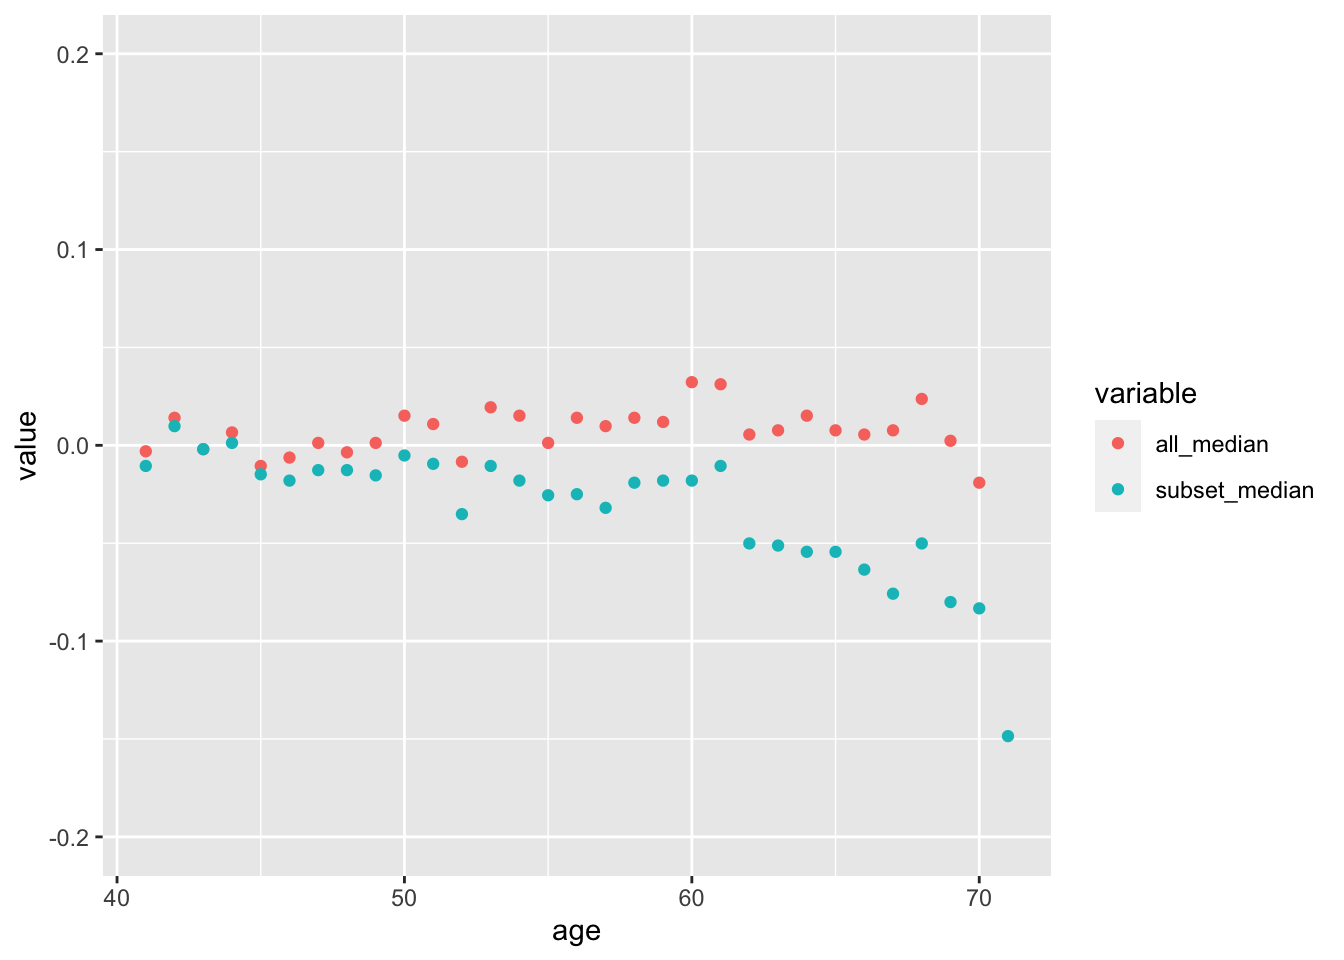 0.2
0.1
0.0
-0.1
-0.2
value
40 50 60 70
age
variable
all_median
subset_median